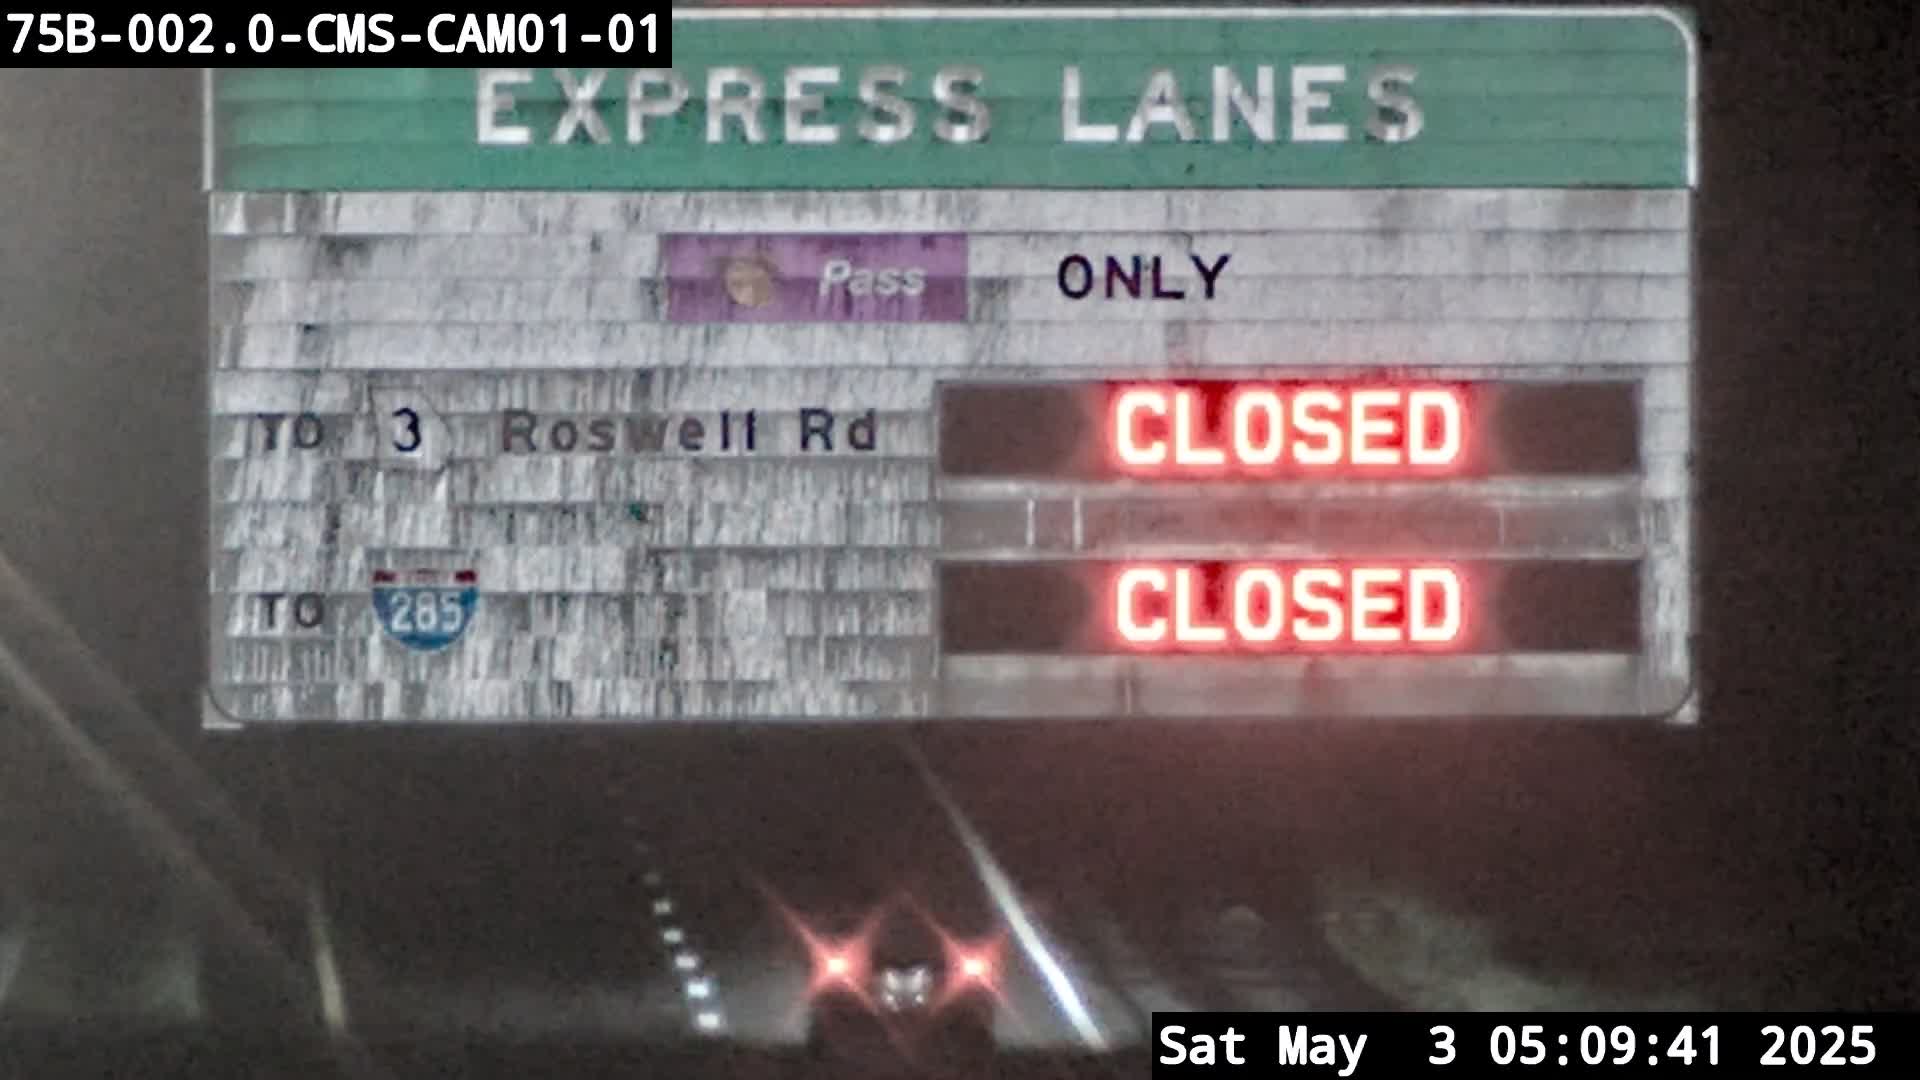 75B-002.0-CMS-CAM01-01
EXPRESS LANES
Pass ONLY
TO 3 Roswell Rd CLOSED
TO 285 CLOSED
Sat May 3 05:09:41 2025